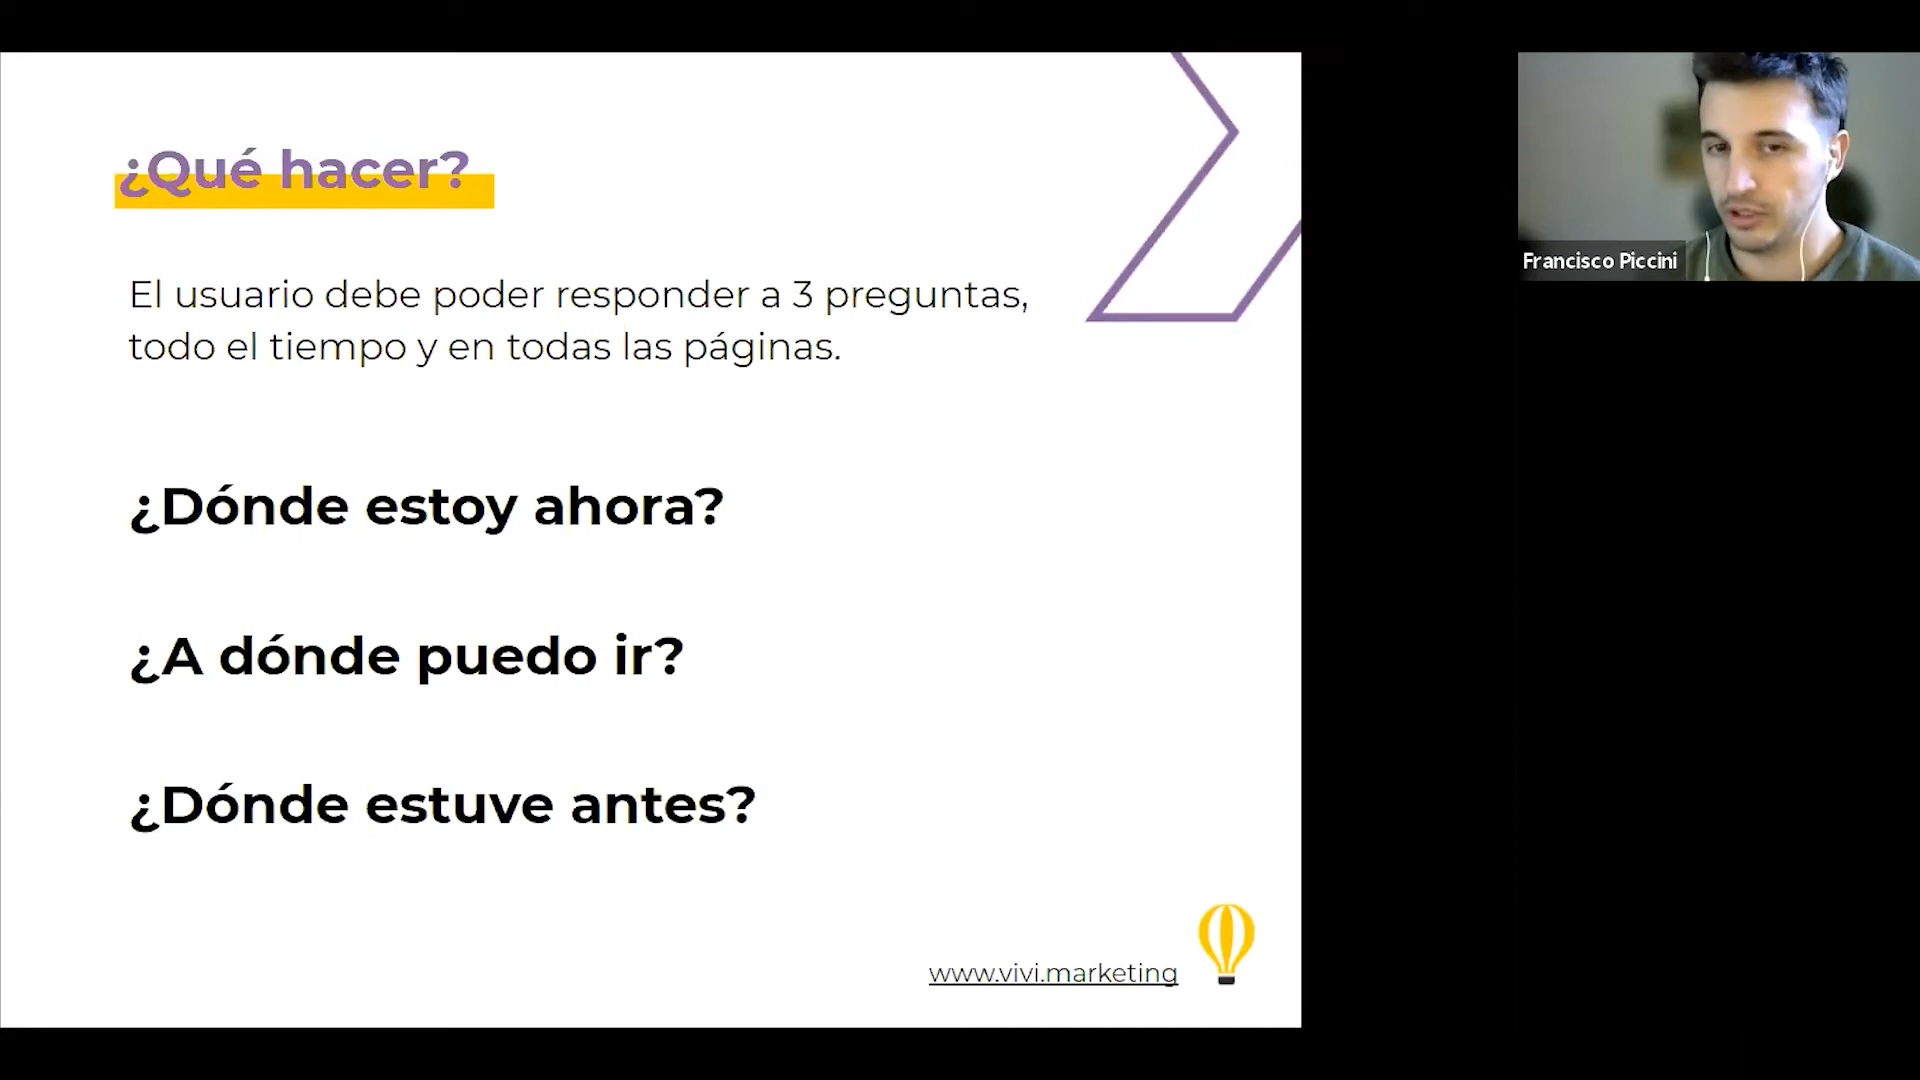 ¿Qué hacer?
El usuario debe poder responder a 3 preguntas,
todo el tiempo y en todas las páginas.
¿Dónde estoy ahora?
¿A dónde puedo ir?
¿Dónde estuve antes?
www.vivi.marketing
Francisco Piccini